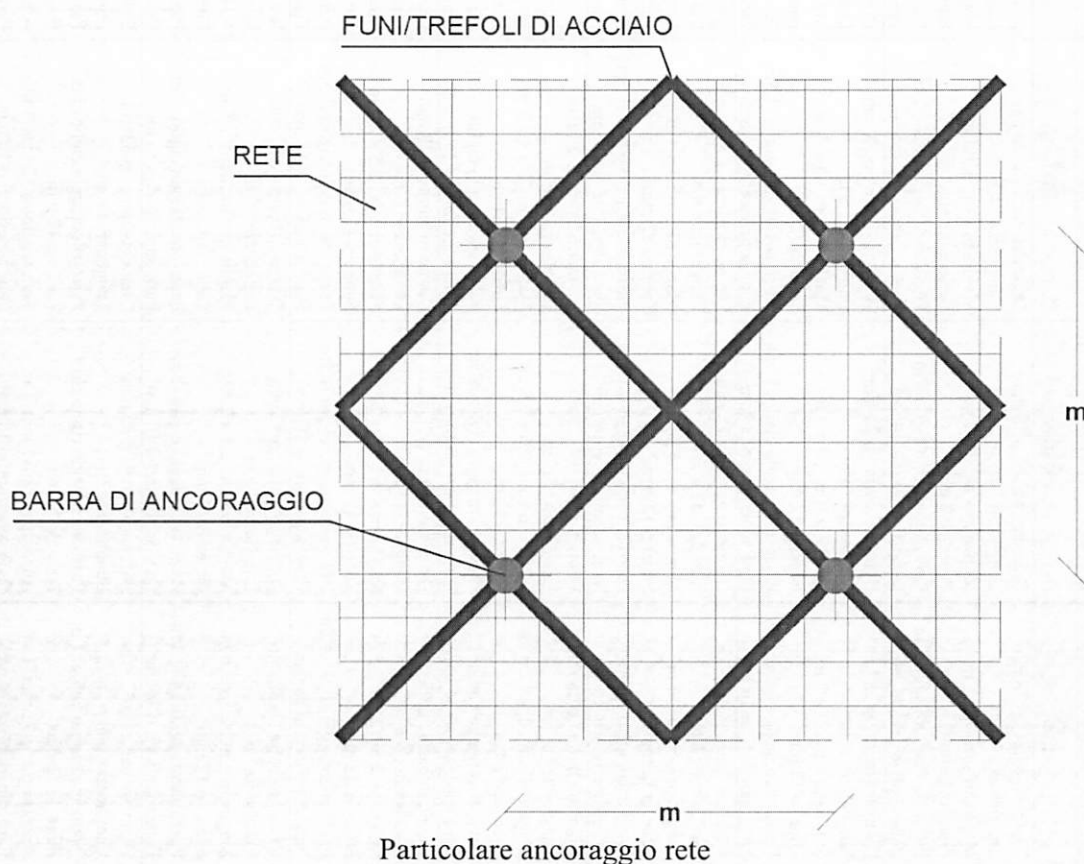 FUNI/TREFOLI DI ACCIAIO
RETE
m
BARRA DI ANCORAGGIO
m
Particolare ancoraggio rete